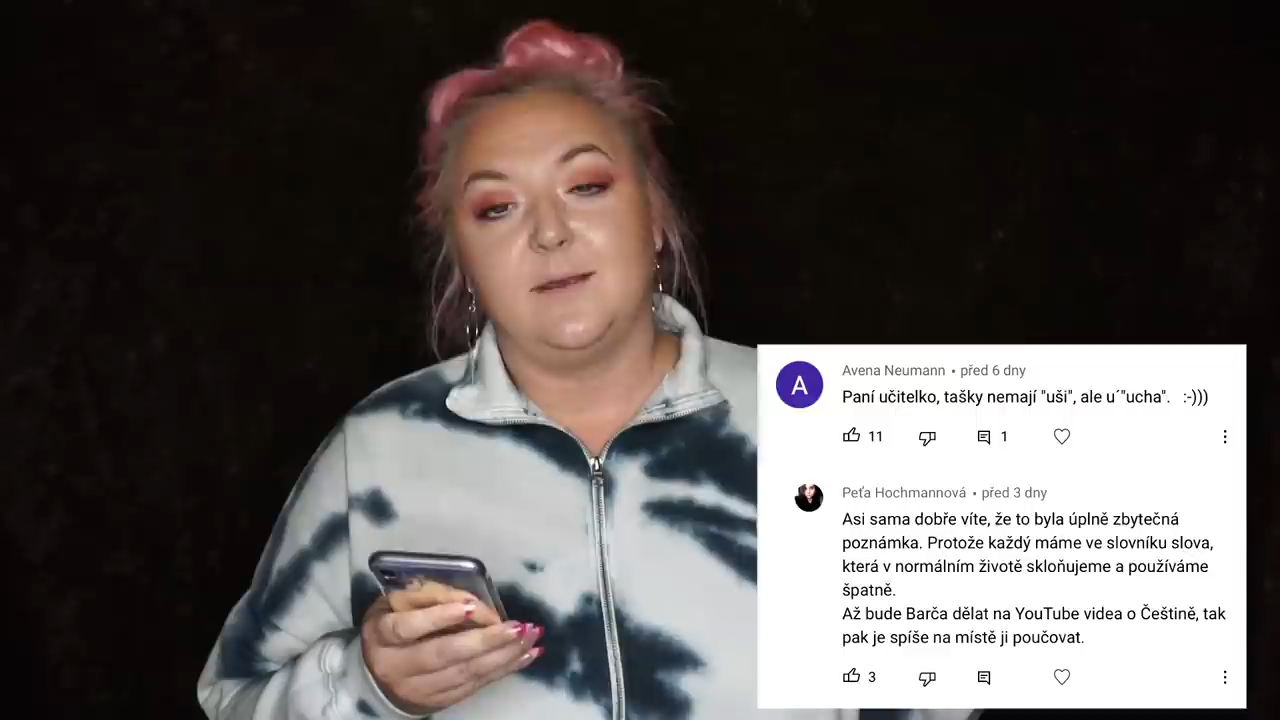 A
Avena Neumann • před 6 dny
Paní učitelko, tašky nemají "uši", ale u´"ucha". :-)))
11
1
Peťa Hochmannová • před 3 dny
Asi sama dobře víte, že to byla úplně zbytečná
poznámka. Protože každý máme ve slovníku slova,
která v normálním životě skloňujeme a používáme
špatně.
Až bude Barča dělat na YouTube videa o Češtině, tak
pak je spíše na místě ji poučovat.
3